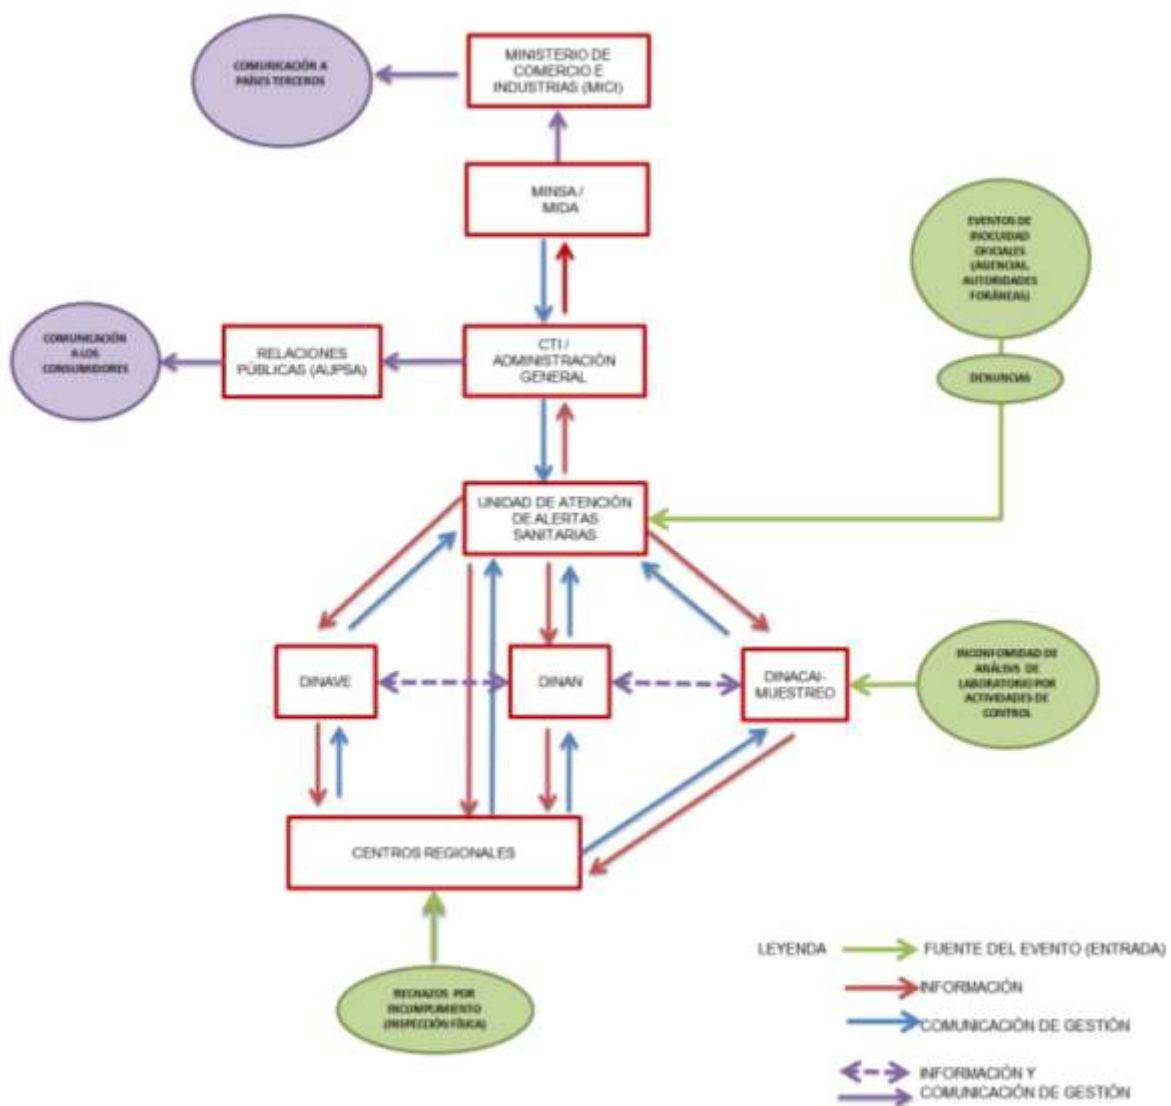 COMUNICACIÓN A
PAÍSES TERCEROS
MINISTERIO DE
COMERCIO E
INDUSTRIAS (MICI)
MINSA /
MIDA
EVENTOS DE
INOCUIDAD
OFICIALES
(AGENCIAS,
AUTORIDADES
FORÁNEAS)
COMUNICACIÓN
A LOS
CONSUMIDORES
RELACIONES
PÚBLICAS (AUPSA)
CTI /
ADMINISTRACIÓN
GENERAL
DENUNCIAS
UNIDAD DE ATENCIÓN
DE ALERTAS
SANITARIAS
DINAVE
DINAN
DINACAI-
MUESTREO
INCONFOMIDAD DE
ANÁLISIS DE
LABORATORIO POR
ACTIVIDADES DE
CONTROL
CENTROS REGIONALES
RECHAZOS POR
INCUMPLIMIENTO
(INSPECCIÓN FÍSICA)
LEYENDA
FUENTE DEL EVENTO (ENTRADA)
INFORMACIÓN
COMUNICACIÓN DE GESTIÓN
INFORMACIÓN Y
COMUNICACIÓN DE GESTIÓN